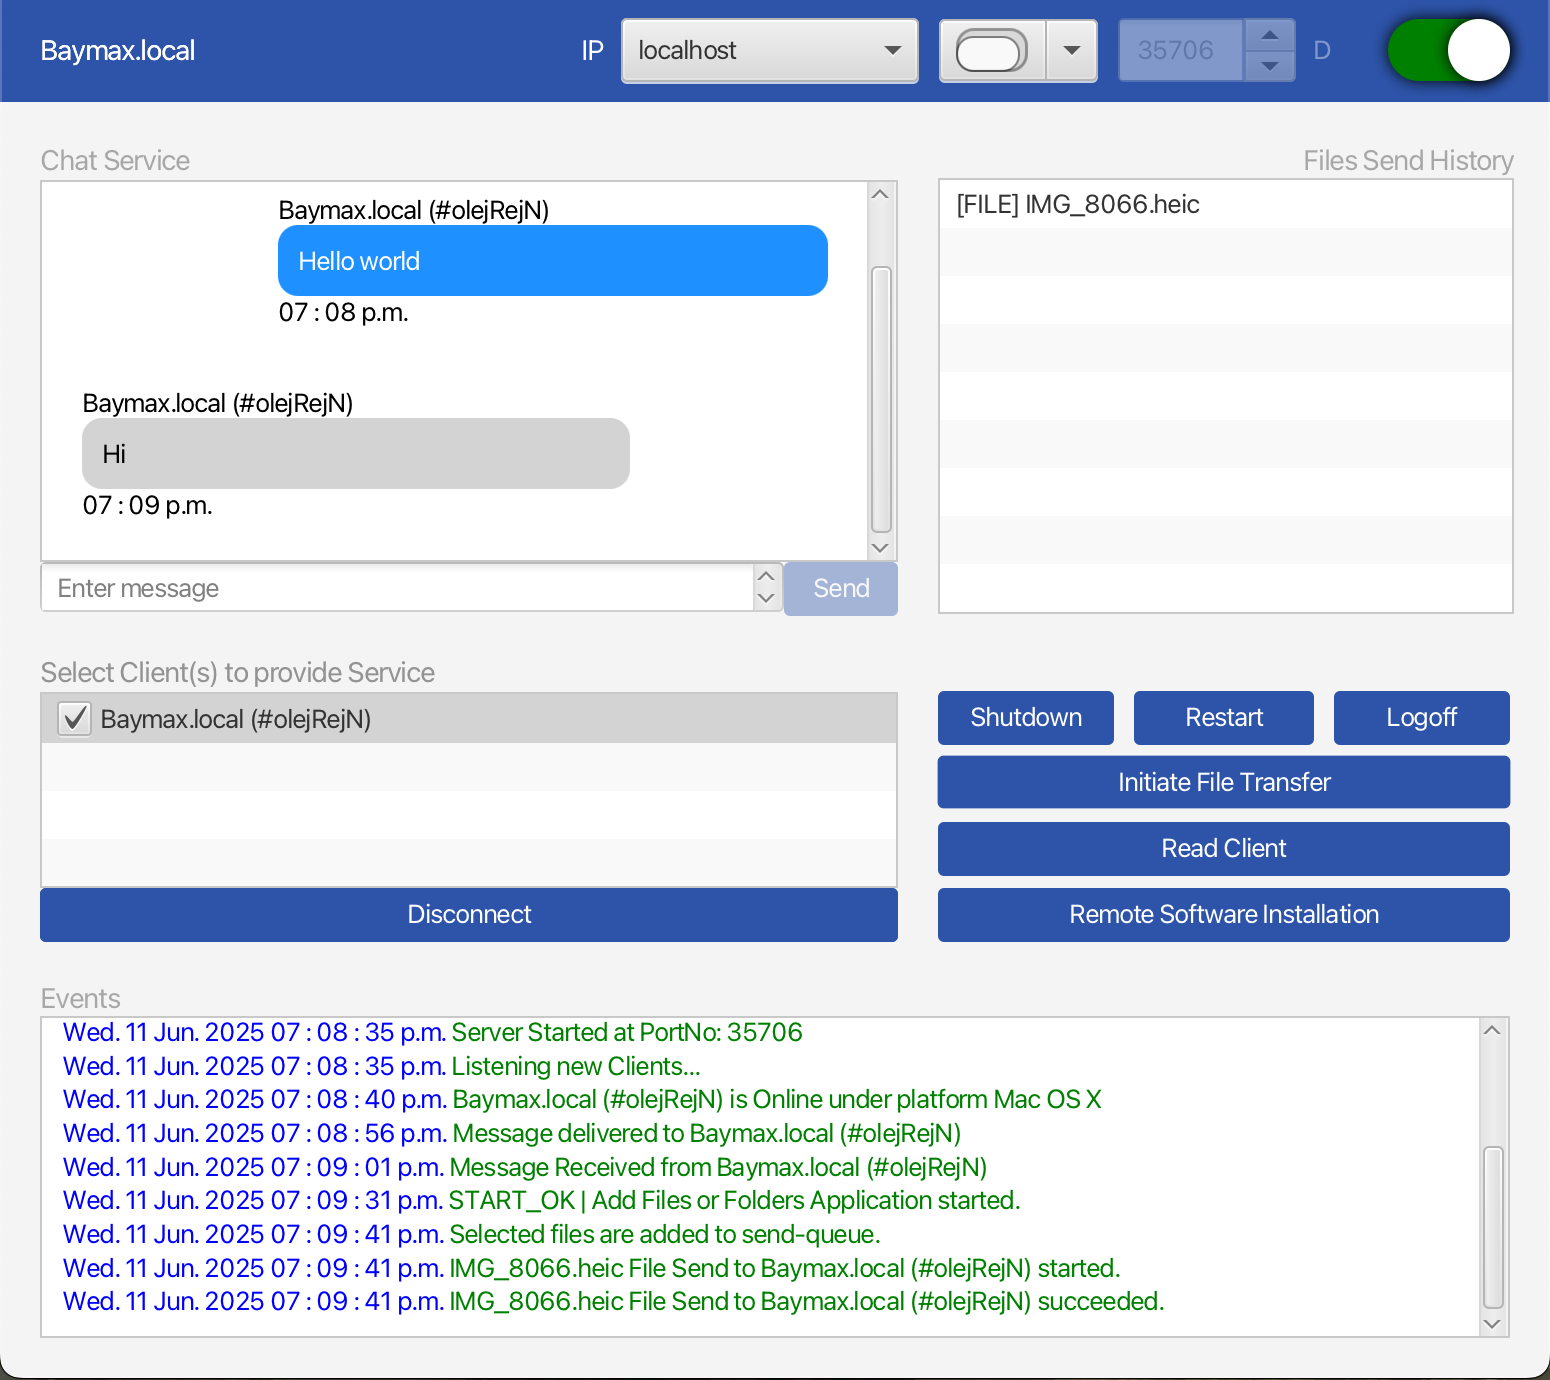 Baymax.local
IP
localhost
35706
D
Chat Service
Baymax.local (#olejRejN)
Hello world
07 : 08 p.m.
Baymax.local (#olejRejN)
Hi
07 : 09 p.m.
Enter message
Send
Files Send History
[FILE] IMG_8066.heic
Select Client(s) to provide Service
Baymax.local (#olejRejN)
Disconnect
Shutdown
Restart
Logoff
Initiate File Transfer
Read Client
Remote Software Installation
Events
Wed. 11 Jun. 2025 07 : 08 : 35 p.m. Server Started at PortNo: 35706
Wed. 11 Jun. 2025 07 : 08 : 35 p.m. Listening new Clients...
Wed. 11 Jun. 2025 07 : 08 : 40 p.m. Baymax.local (#olejRejN) is Online under platform Mac OS X
Wed. 11 Jun. 2025 07 : 08 : 56 p.m. Message delivered to Baymax.local (#olejRejN)
Wed. 11 Jun. 2025 07 : 09 : 01 p.m. Message Received from Baymax.local (#olejRejN)
Wed. 11 Jun. 2025 07 : 09 : 31 p.m. START_OK | Add Files or Folders Application started.
Wed. 11 Jun. 2025 07 : 09 : 41 p.m. Selected files are added to send-queue.
Wed. 11 Jun. 2025 07 : 09 : 41 p.m. IMG_8066.heic File Send to Baymax.local (#olejRejN) started.
Wed. 11 Jun. 2025 07 : 09 : 41 p.m. IMG_8066.heic File Send to Baymax.local (#olejRejN) succeeded.